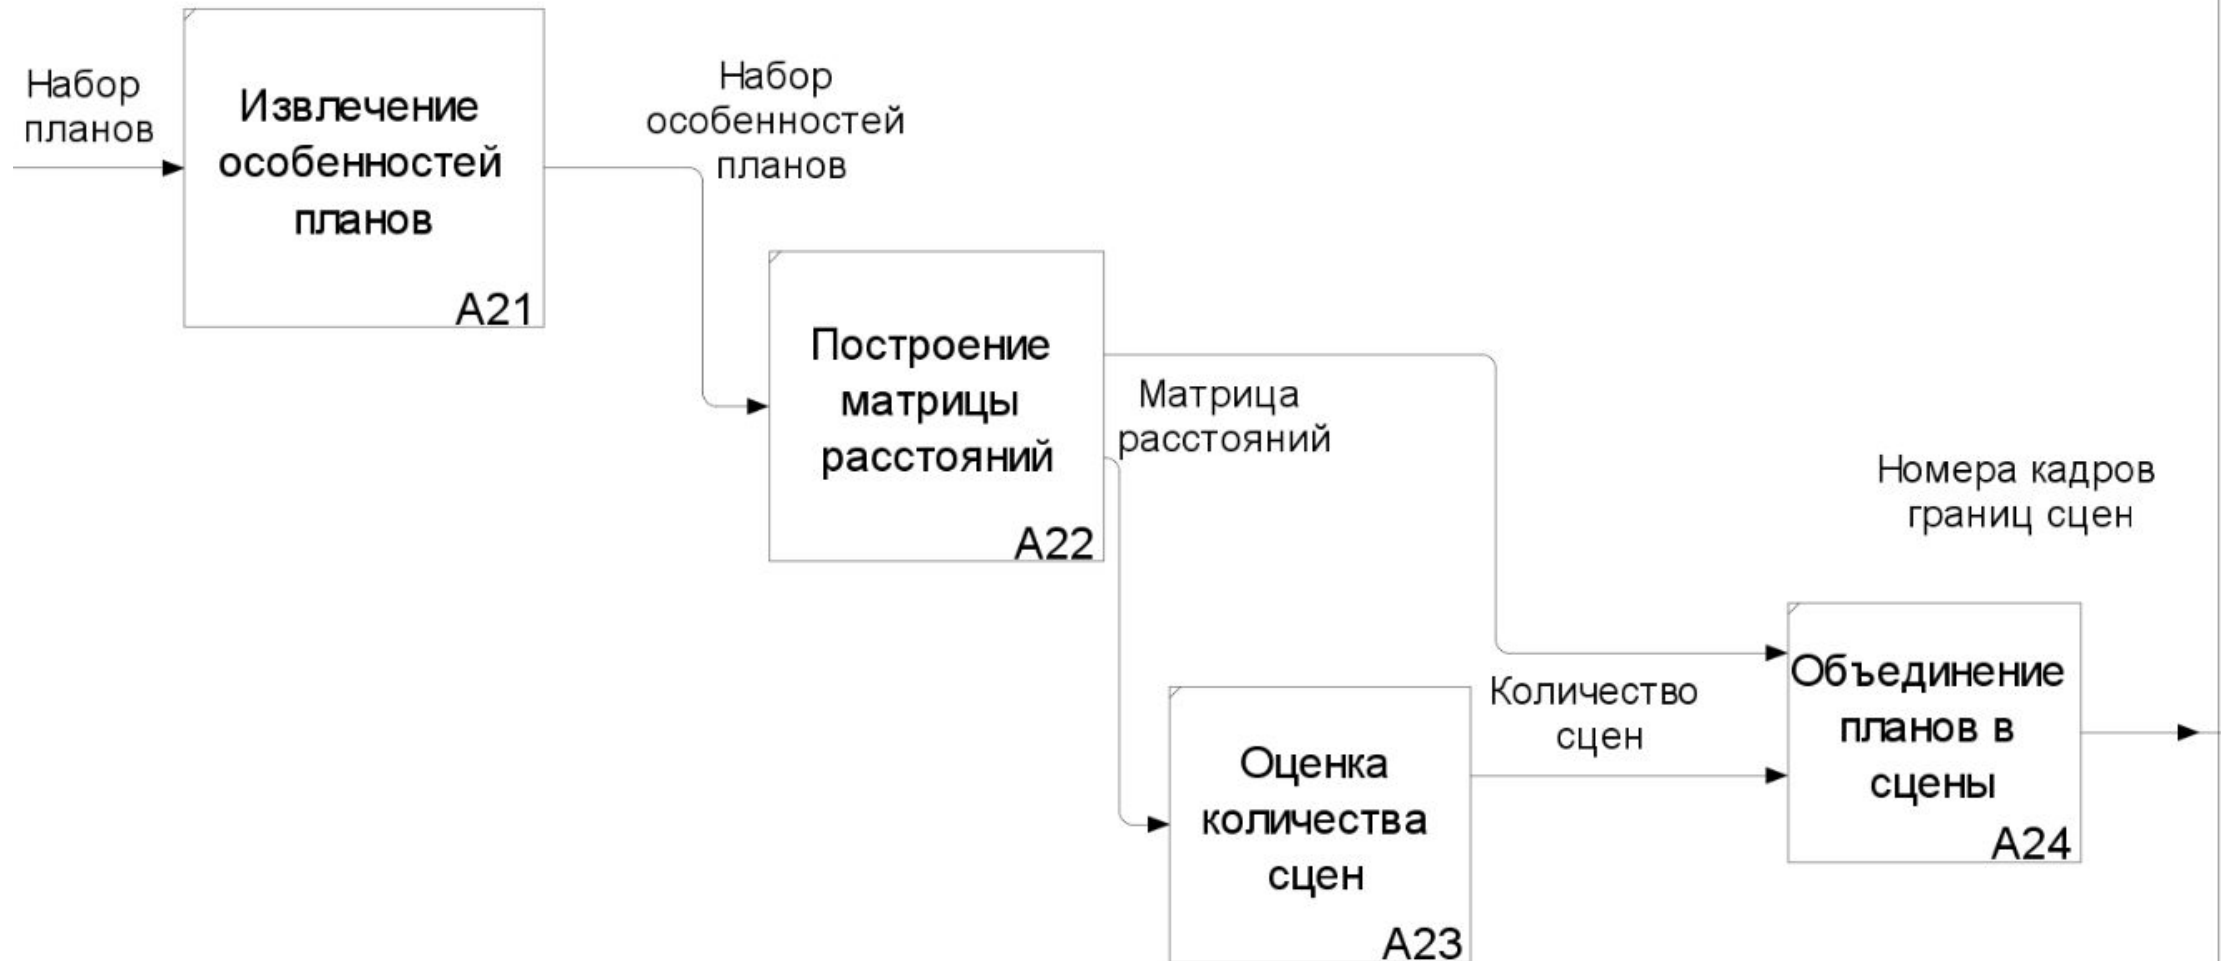 Набор
планов
Извлечение
особенностей
планов
A21
Набор
особенностей
планов
Построение
матрицы
расстояний
A22
Матрица
расстояний
Оценка
количества
сцен
A23
Количество
сцен
Номера кадров
границ сцен
Объединение
планов в
сцены
A24